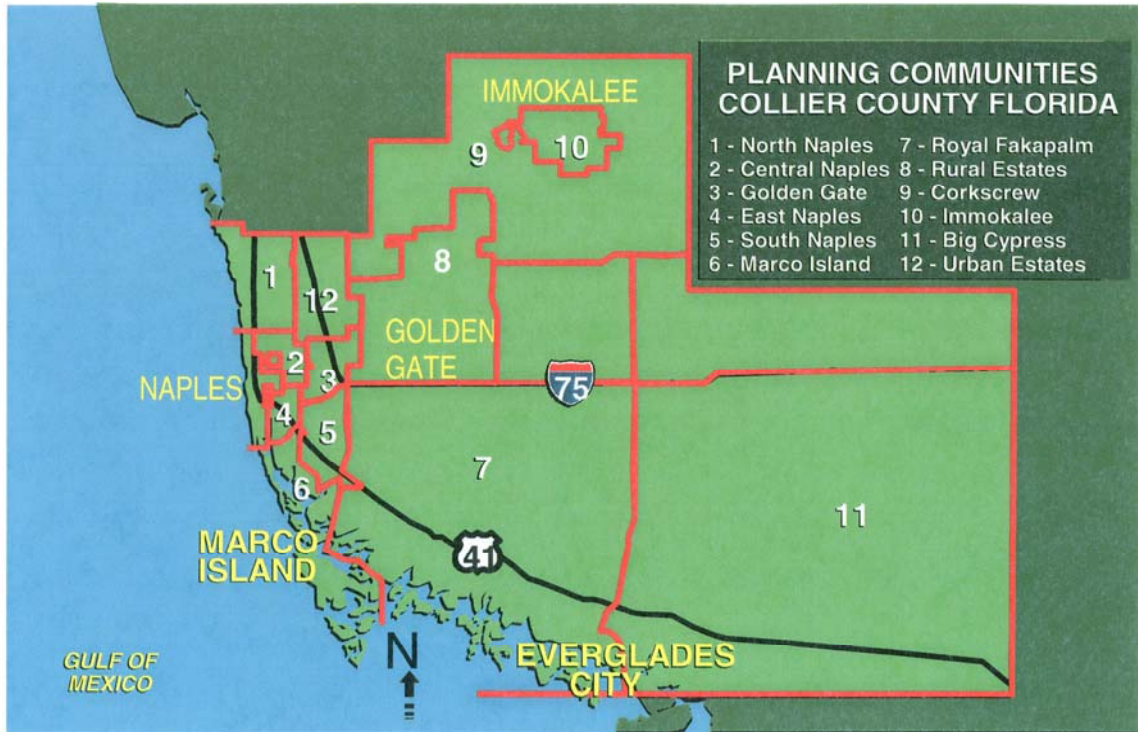 PLANNING COMMUNITIES
COLLIER COUNTY FLORIDA
1 - North Naples
2 - Central Naples
3 - Golden Gate
4 - East Naples
5 - South Naples
6 - Marco Island
7 - Royal Fakapalm
8 - Rural Estates
9 - Corkscrew
10 - Immokalee
11 - Big Cypress
12 - Urban Estates
IMMOKALEE
10
9
8
1
12
GOLDEN
GATE
2
3
75
NAPLES
4
5
7
6
11
MARCO
ISLAND
41
N
EVERGLADES
CITY
GULF OF
MEXICO